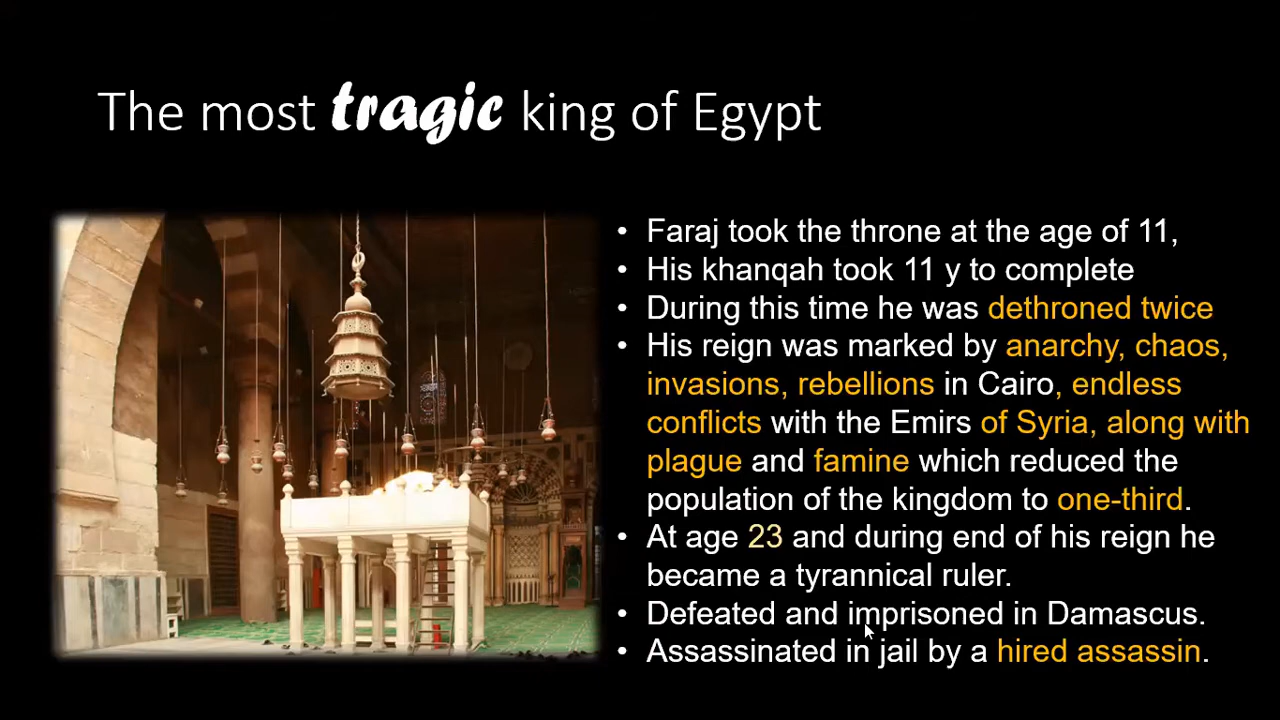 The most tragic king of Egypt
• Faraj took the throne at the age of 11,
• His khanqah took 11 y to complete
• During this time he was dethroned twice
• His reign was marked by anarchy, chaos,
invasions, rebellions in Cairo, endless
conflicts with the Emirs of Syria, along with
plague and famine which reduced the
population of the kingdom to one-third.
• At age 23 and during end of his reign he
became a tyrannical ruler.
• Defeated and imprisoned in Damascus.
• Assassinated in jail by a hired assassin.